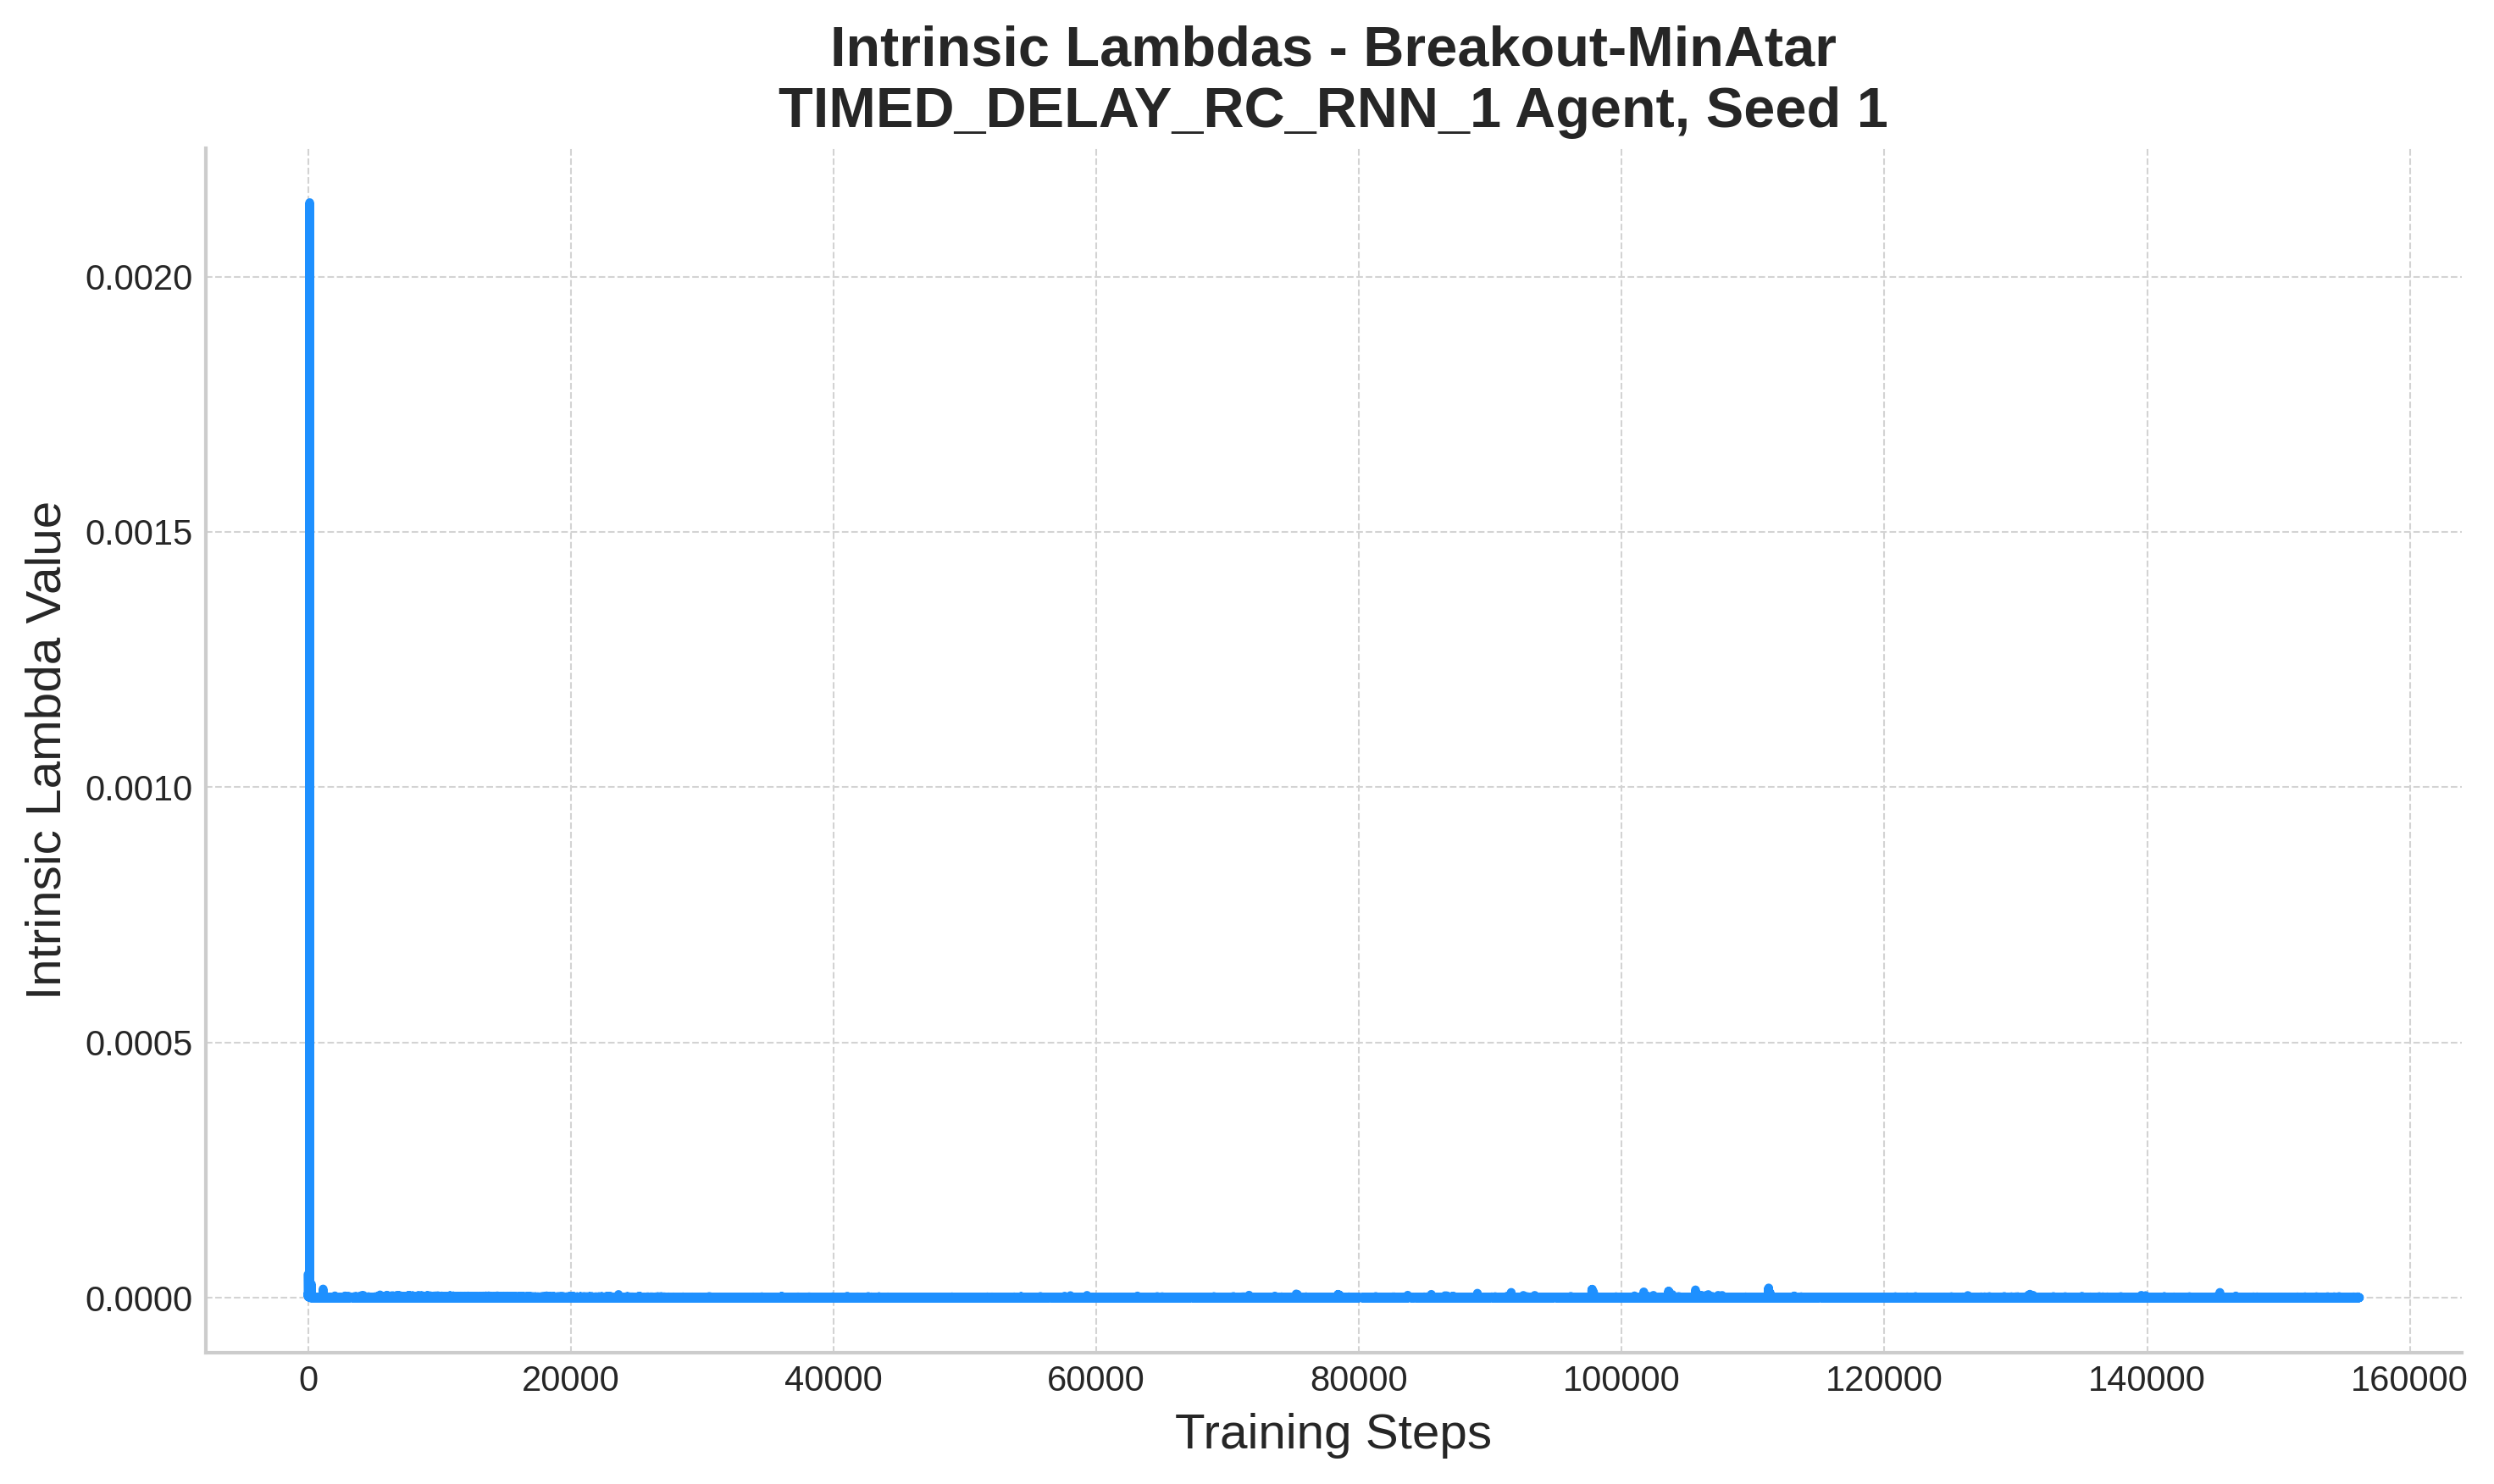 Intrinsic Lambdas - Breakout-MinAtar
TIMED_DELAY_RC_RNN_1 Agent, Seed 1
Intrinsic Lambda Value
0.0020
0.0015
0.0010
0.0005
0.0000
0 20000 40000 60000 80000 100000 120000 140000 160000
Training Steps